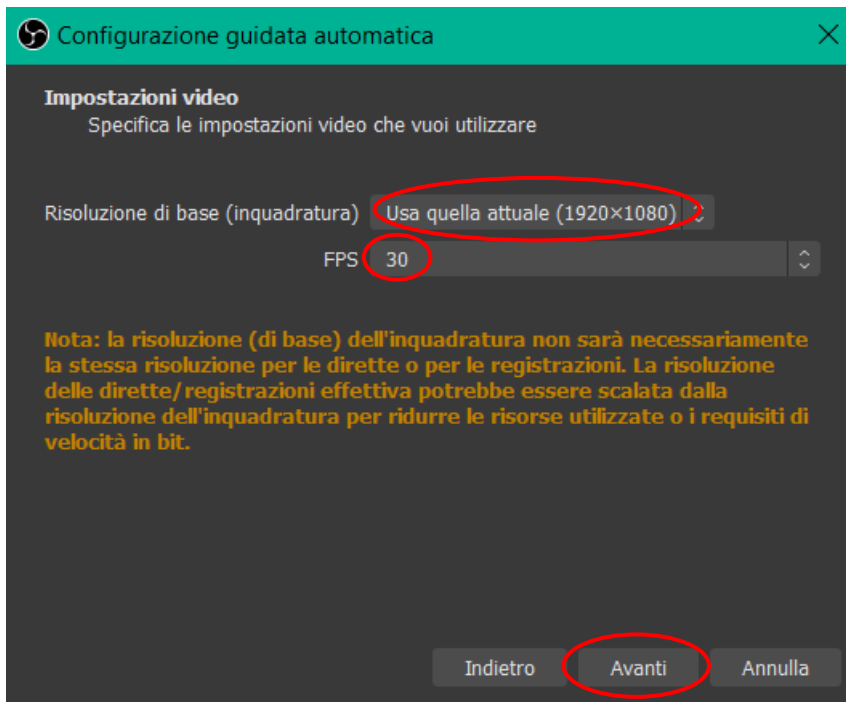 Configurazione guidata automatica
Impostazioni video
Specifica le impostazioni video che vuoi utilizzare
Risoluzione di base (inquadratura) Usa quella attuale (1920×1080)
FPS 30
Nota: la risoluzione (di base) dell'inquadratura non sarà necessariamente
la stessa risoluzione per le dirette o per le registrazioni. La risoluzione
delle dirette/registrazioni effettiva potrebbe essere scalata dalla
risoluzione dell'inquadratura per ridurre le risorse utilizzate o i requisiti di
velocità in bit.
Indietro Avanti Annulla